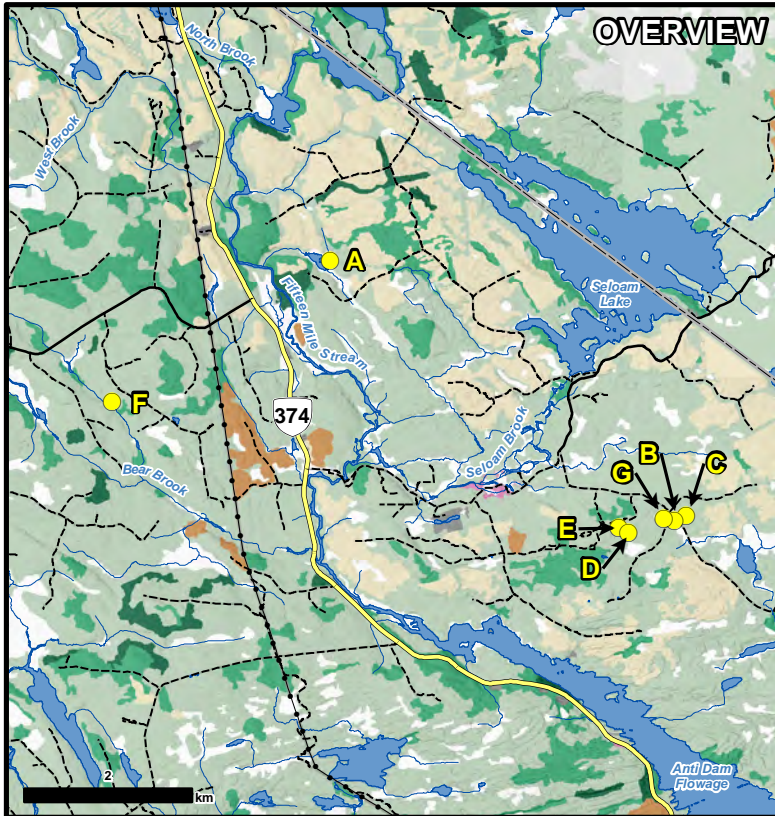 OVERVIEW
North Brook
West Brook
A
Seloam
Lake
Fifteen Mile Stream
F
374
Bear Brook
Seloam Brook
G
B
C
E
D
Anti Dam
Flowage
2
km